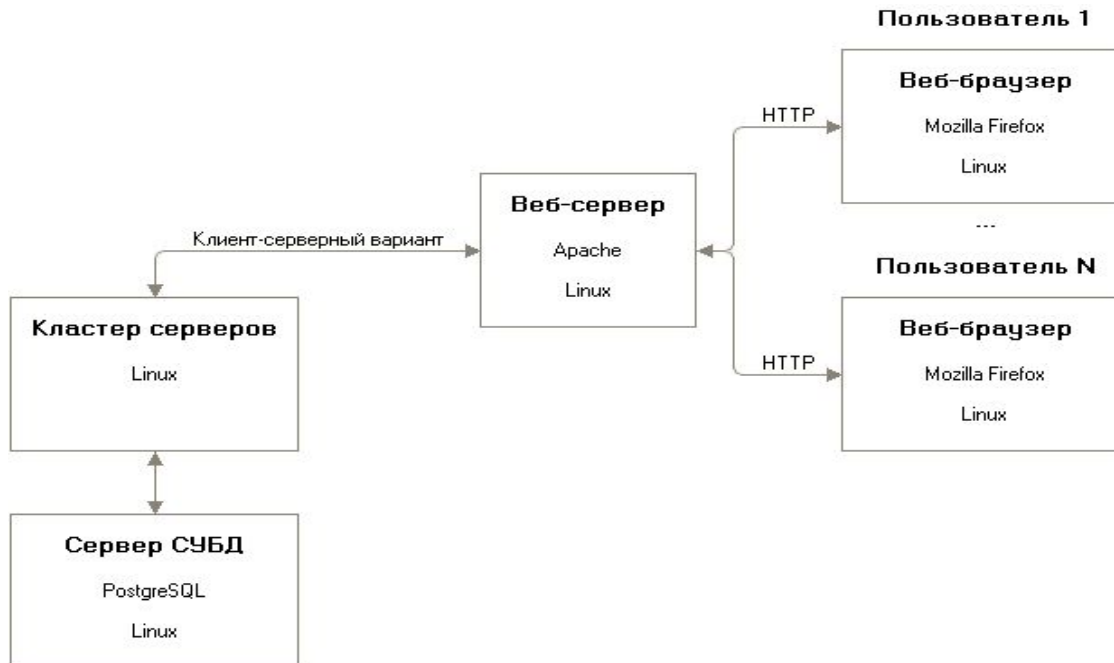 Пользователь 1
Веб-браузер
Mozilla Firefox
Linux
HTTP
...
Пользователь N
Веб-браузер
Mozilla Firefox
Linux
HTTP
Веб-сервер
Apache
Linux
Клиент-серверный вариант
Кластер серверов
Linux
Сервер СУБД
PostgreSQL
Linux